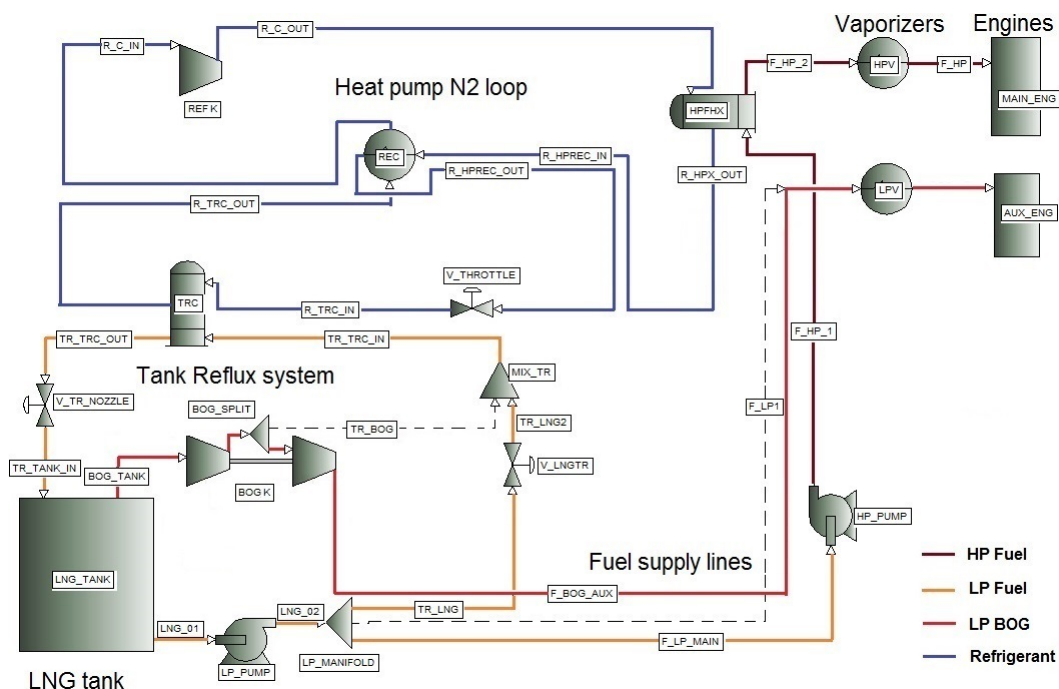 Vaporizers
Engines
R_C_IN
R_C_OUT
REF K
Heat pump N2 loop
F_HP_2
HPV
F_HP
MAIN_ENG
HPFHX
REC
R_HPREC_IN
R_HPREC_OUT
R_HPX_OUT
LPV
AUX_ENG
R_TRC_OUT
V_THROTTLE
TRC
R_TRC_IN
F_HP_1
TR_TRC_OUT
TR_TRC_IN
Tank Reflux system
MIX_TR
V_TR_NOZZLE
BOG_SPLIT
TR_BOG
TR_LNG2
F_LP1
TR_TANK_IN
BOG_TANK
V_LNGTR
BOG K
HP_PUMP
LNG_TANK
Fuel supply lines
F_BOG_AUX
HP Fuel
LP Fuel
LP BOG
Refrigerant
LNG_01
LNG_02
TR_LNG
F_LP_MAIN
LP_PUMP
LP_MANIFOLD
LNG tank